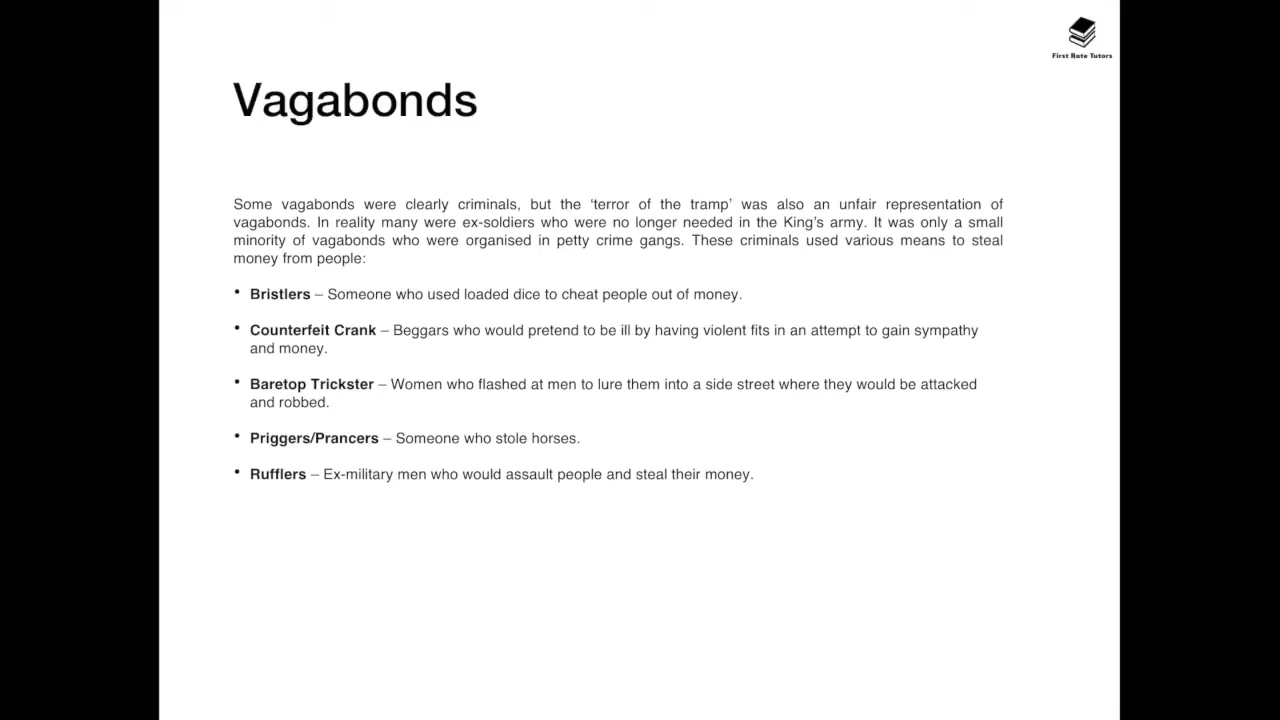 First Rate Tutors
Vagabonds
Some vagabonds were clearly criminals, but the ‘terror of the tramp’ was also an unfair representation of
vagabonds. In reality many were ex-soldiers who were no longer needed in the King’s army. It was only a small
minority of vagabonds who were organised in petty crime gangs. These criminals used various means to steal
money from people:
• Bristlers – Someone who used loaded dice to cheat people out of money.
• Counterfeit Crank – Beggars who would pretend to be ill by having violent fits in an attempt to gain sympathy
and money.
• Baretop Trickster – Women who flashed at men to lure them into a side street where they would be attacked
and robbed.
• Priggers/Prancers – Someone who stole horses.
• Rufflers – Ex-military men who would assault people and steal their money.